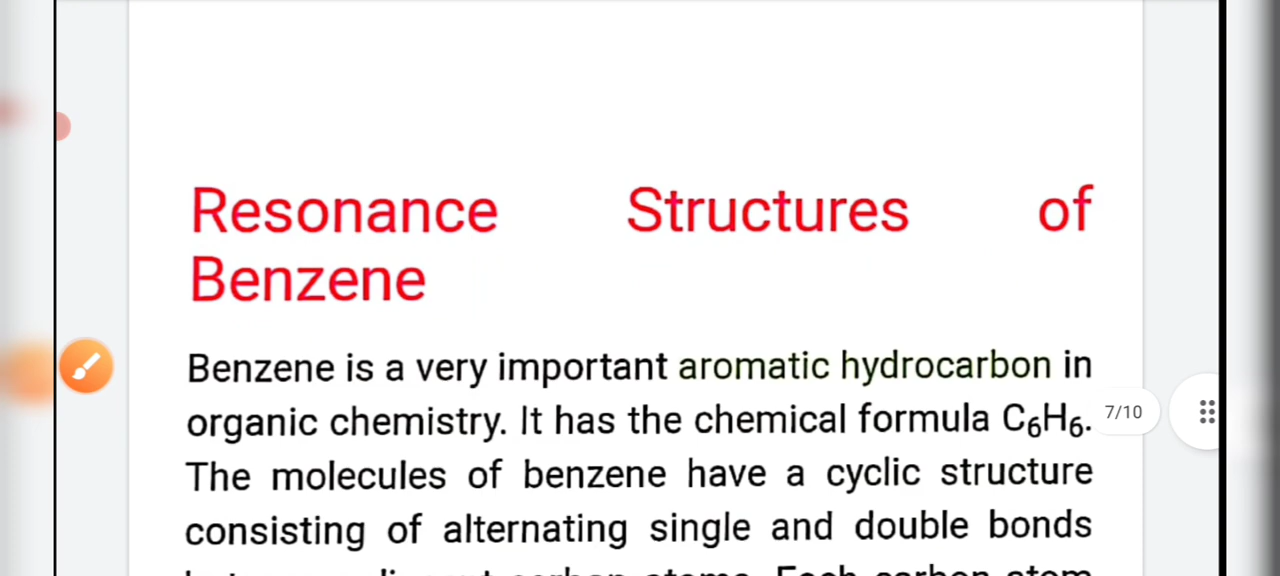 Resonance Structures of
Benzene
Benzene is a very important aromatic hydrocarbon in
organic chemistry. It has the chemical formula C₆H₆.
7/10
The molecules of benzene have a cyclic structure
consisting of alternating single and double bonds